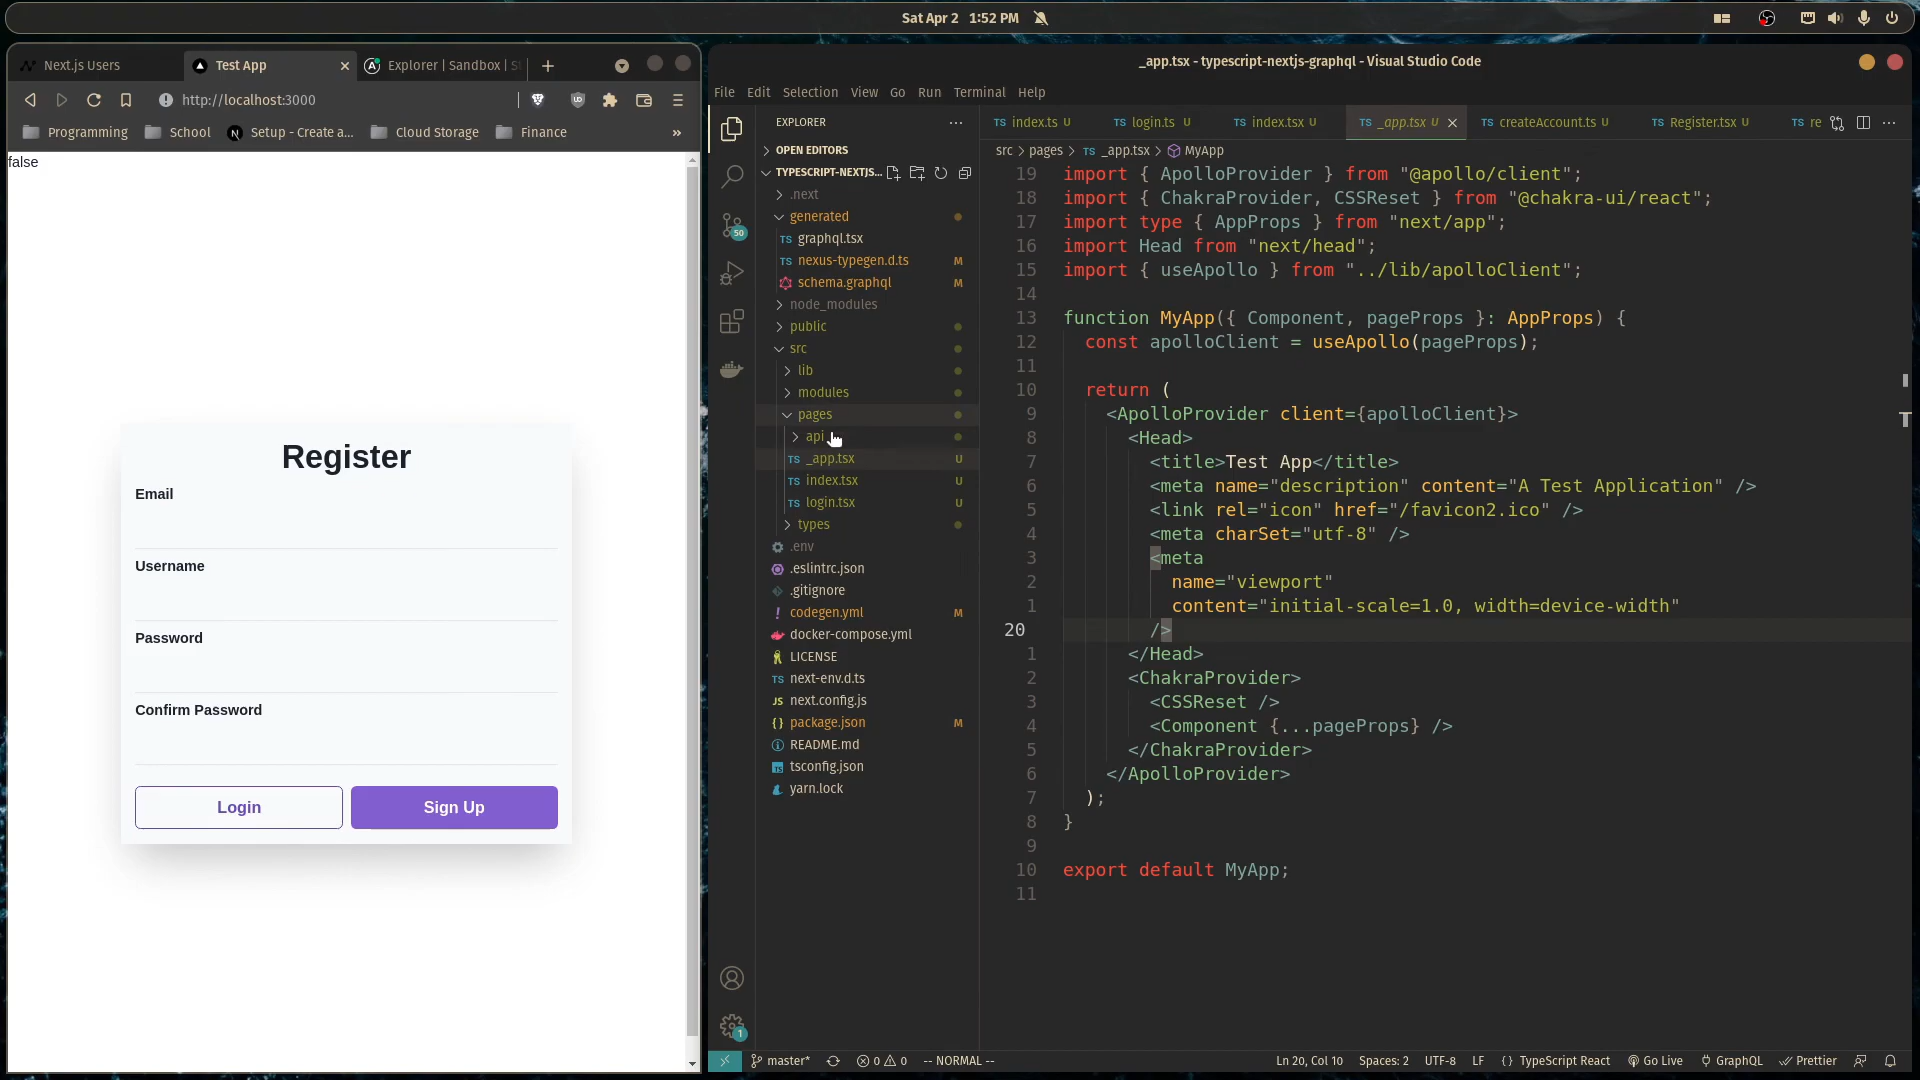 Sat Apr 2 1:52 PM
Next.js Users
Test App
Explorer | Sandbox | S
http://localhost:3000
Programming
School
Setup - Create a...
Cloud Storage
Finance
»
false
Register
Email
Username
Password
Confirm Password
Login
Sign Up
_app.tsx - typescript-nextjs-graphql - Visual Studio Code
File Edit Selection View Go Run Terminal Help
EXPLORER
OPEN EDITORS
TYPESCRIPT-NEXTJS...
.next
generated
graphql.tsx
nexus-typegen.d.ts M
schema.graphql M
node_modules
public
src
lib
modules
pages
api
_app.tsx U
index.tsx U
login.tsx U
types
.env
.eslintrc.json
.gitignore
codegen.yml M
docker-compose.yml
LICENSE
next-env.d.ts
next.config.js
package.json M
README.md
tsconfig.json
yarn.lock
50
1
TS index.ts U
TS login.ts U
TS index.tsx U
TS _app.tsx U
TS createAccount.ts U
TS Register.tsx U
TS re
src > pages > TS _app.tsx > MyApp
19 import { ApolloProvider } from "@apollo/client";
18 import { ChakraProvider, CSSReset } from "@chakra-ui/react";
17 import type { AppProps } from "next/app";
16 import Head from "next/head";
15 import { useApollo } from "../lib/apolloClient";
14
13 function MyApp({ Component, pageProps }: AppProps) {
12 const apolloClient = useApollo(pageProps);
11
10 return (
9 <ApolloProvider client={apolloClient}>
8 <Head>
7 <title>Test App</title>
6 <meta name="description" content="A Test Application" />
5 <link rel="icon" href="/favicon2.ico" />
4 <meta charSet="utf-8" />
3 <meta
2 name="viewport"
1 content="initial-scale=1.0, width=device-width"
20 />
1 </Head>
2 <ChakraProvider>
3 <CSSReset />
4 <Component {...pageProps} />
5 </ChakraProvider>
6 </ApolloProvider>
7 );
8 }
9
10 export default MyApp;
11
master*
0 0
-- NORMAL --
Ln 20, Col 10
Spaces: 2
UTF-8
LF
{ } TypeScript React
Go Live
GraphQL
Prettier